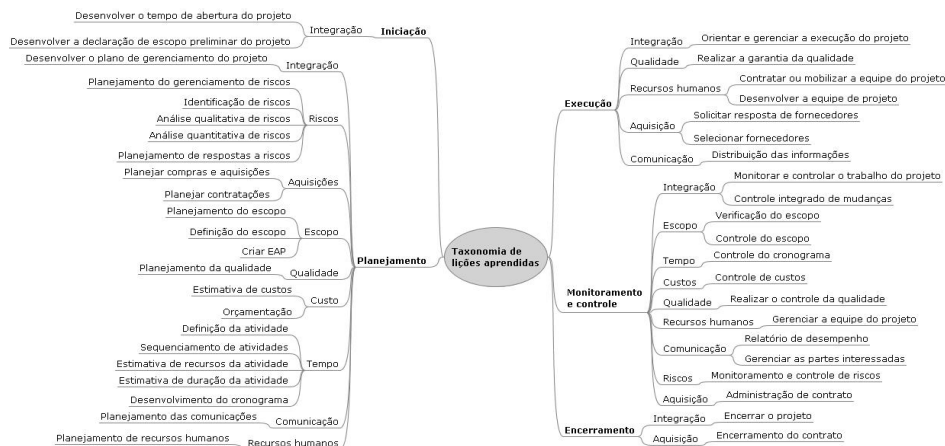 Desenvolver o tempo de abertura do projeto
Desenvolver a declaração de escopo preliminar do projeto
Integração
Iniciação
Desenvolver o plano de gerenciamento do projeto
Integração
Planejamento do gerenciamento de riscos
Identificação de riscos
Análise qualitativa de riscos
Análise quantitativa de riscos
Planejamento de respostas a riscos
Riscos
Planejar compras e aquisições
Planejar contratações
Aquisições
Planejamento do escopo
Definição do escopo
Criar EAP
Escopo
Planejamento da qualidade
Qualidade
Estimativa de custos
Orçamentação
Custo
Definição da atividade
Sequenciamento de atividades
Estimativa de recursos da atividade
Estimativa de duração da atividade
Desenvolvimento do cronograma
Tempo
Planejamento das comunicações
Comunicação
Planejamento de recursos humanos
Recursos humanos
Planejamento
Taxonomia de
lições aprendidas
Execução
Integração
Orientar e gerenciar a execução do projeto
Qualidade
Realizar a garantia da qualidade
Recursos humanos
Contratar ou mobilizar a equipe do projeto
Desenvolver a equipe de projeto
Aquisição
Solicitar resposta de fornecedores
Selecionar fornecedores
Comunicação
Distribuição das informações
Monitoramento
e controle
Integração
Monitorar e controlar o trabalho do projeto
Controle integrado de mudanças
Escopo
Verificação do escopo
Controle do escopo
Tempo
Controle do cronograma
Custos
Controle de custos
Qualidade
Realizar o controle da qualidade
Recursos humanos
Gerenciar a equipe do projeto
Comunicação
Relatório de desempenho
Gerenciar as partes interessadas
Riscos
Monitoramento e controle de riscos
Aquisição
Administração de contrato
Encerramento
Integração
Encerrar o projeto
Aquisição
Encerramento do contrato